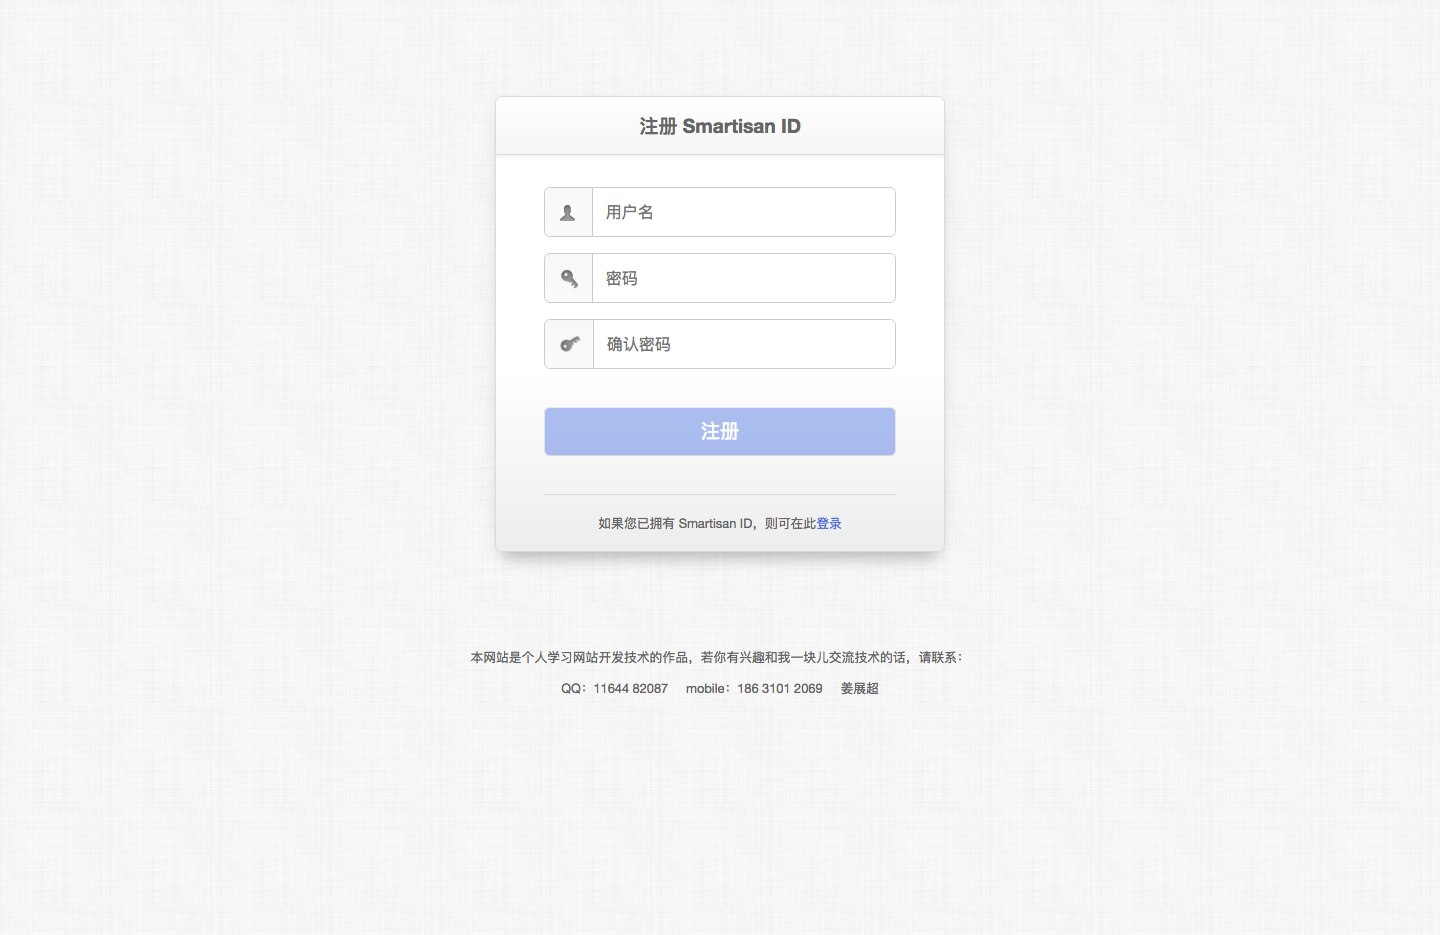 注册 Smartisan ID
用户名
密码
确认密码
注册
如果您已拥有 Smartisan ID，则可在此登录
本网站是个人学习网站开发技术的作品，若你有兴趣和我一块儿交流技术的话，请联系：
QQ：11644 82087 mobile：186 3101 2069 姜展超